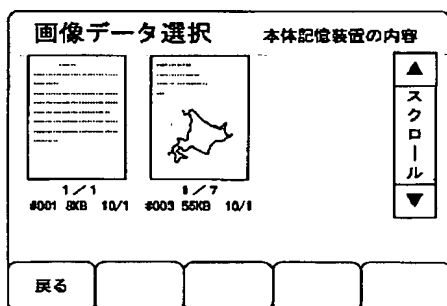 画像データ選択
本体記憶装置の内容
▲
スクロール
▼
1/1
#001 8KB 10/1
/7
#003 55KB 10/1
戻る